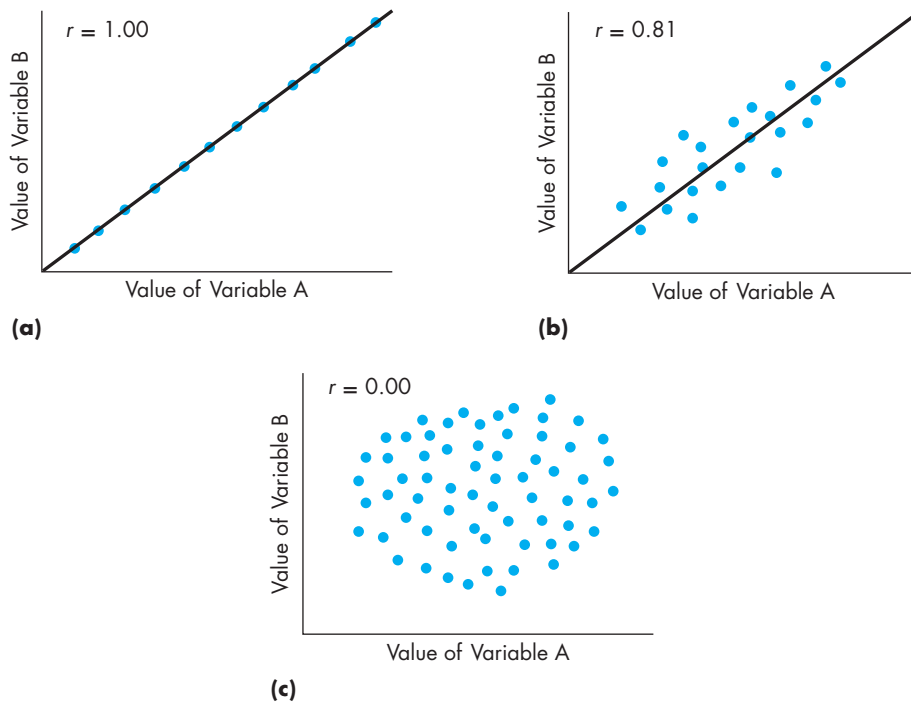 r = 1.00
Value of Variable B
Value of Variable A
(a)
r = 0.81
Value of Variable B
Value of Variable A
(b)
r = 0.00
Value of Variable B
Value of Variable A
(c)